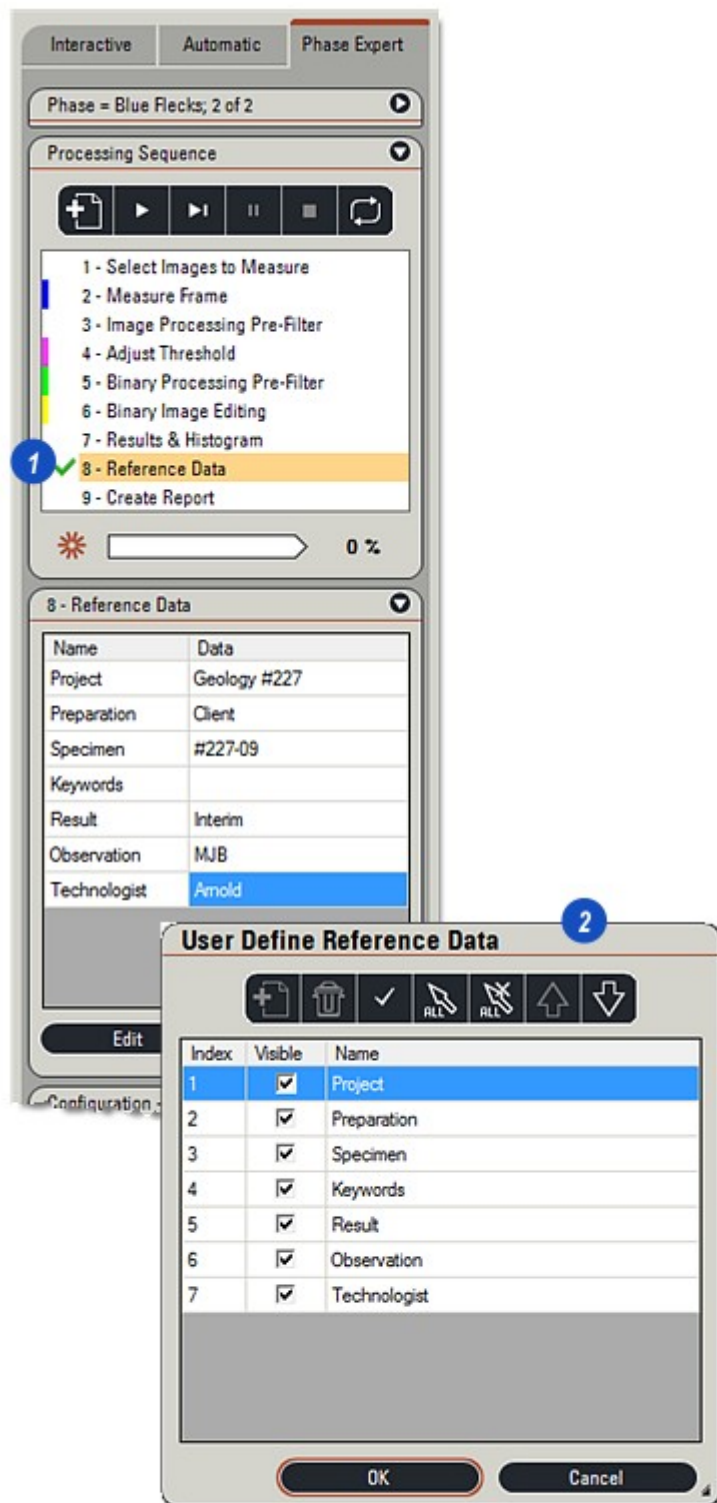 Interactive Automatic Phase Expert
Phase = Blue Flecks; 2 of 2
Processing Sequence
1 - Select Images to Measure
2 - Measure Frame
3 - Image Processing Pre-Filter
4 - Adjust Threshold
5 - Binary Processing Pre-Filter
6 - Binary Image Editing
7 - Results & Histogram
1
8 - Reference Data
9 - Create Report
0 %
8 - Reference Data
Name Data
Project Geology #227
Preparation Client
Specimen #227-09
Keywords
Result Interim
Observation MJB
Technologist Arnold
Edit
Configuration -
2
User Define Reference Data
ALL ALL
Index Visible Name
1 Project
2 Preparation
3 Specimen
4 Keywords
5 Result
6 Observation
7 Technologist
OK Cancel